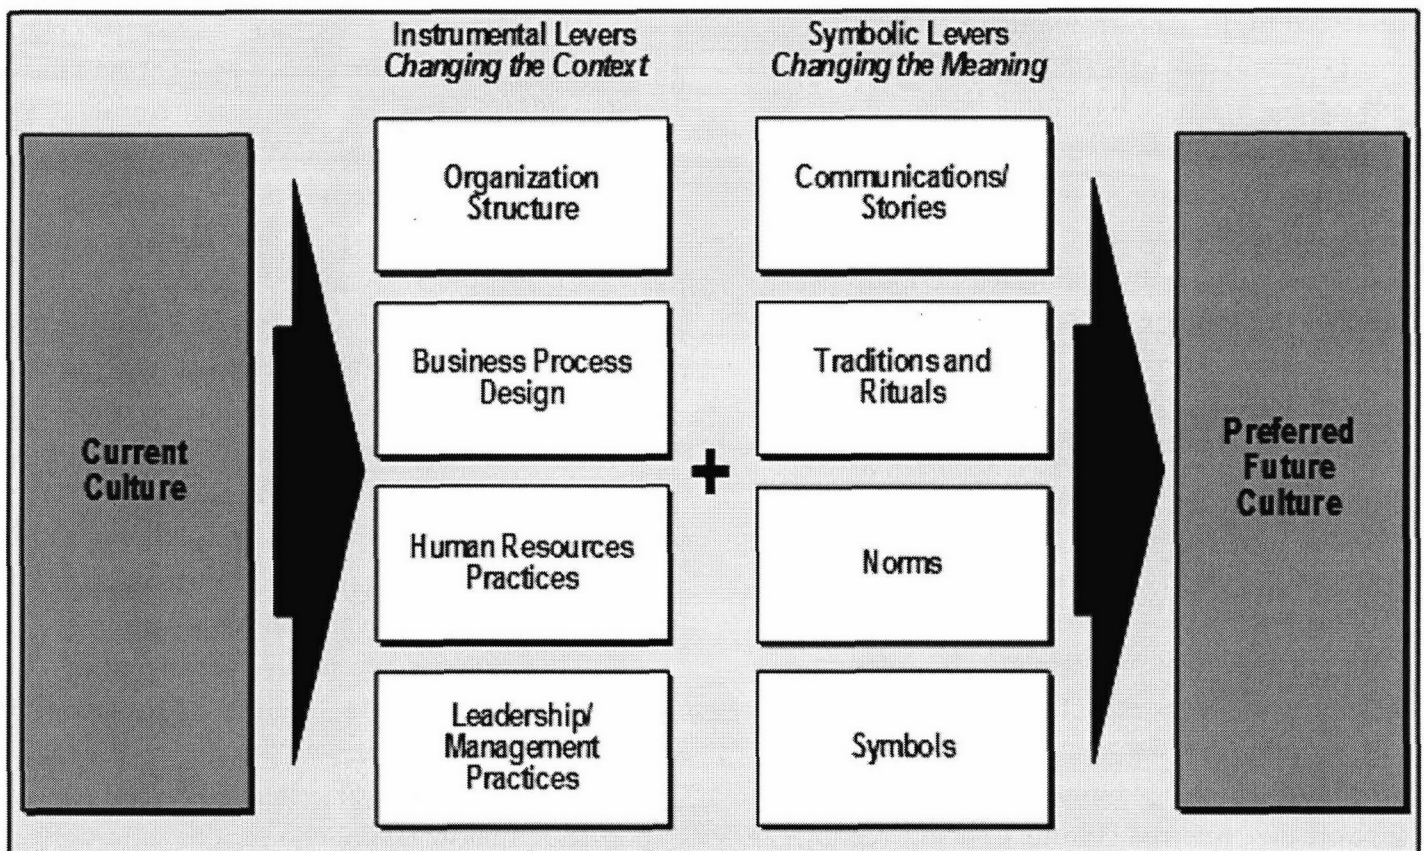 Instrumental Levers
Changing the Context
Symbolic Levers
Changing the Meaning
Current
Culture
Organization
Structure
Business Process
Design
Human Resources
Practices
Leadership/
Management
Practices
+
Communications/
Stories
Traditions and
Rituals
Norms
Symbols
Preferred
Future
Culture